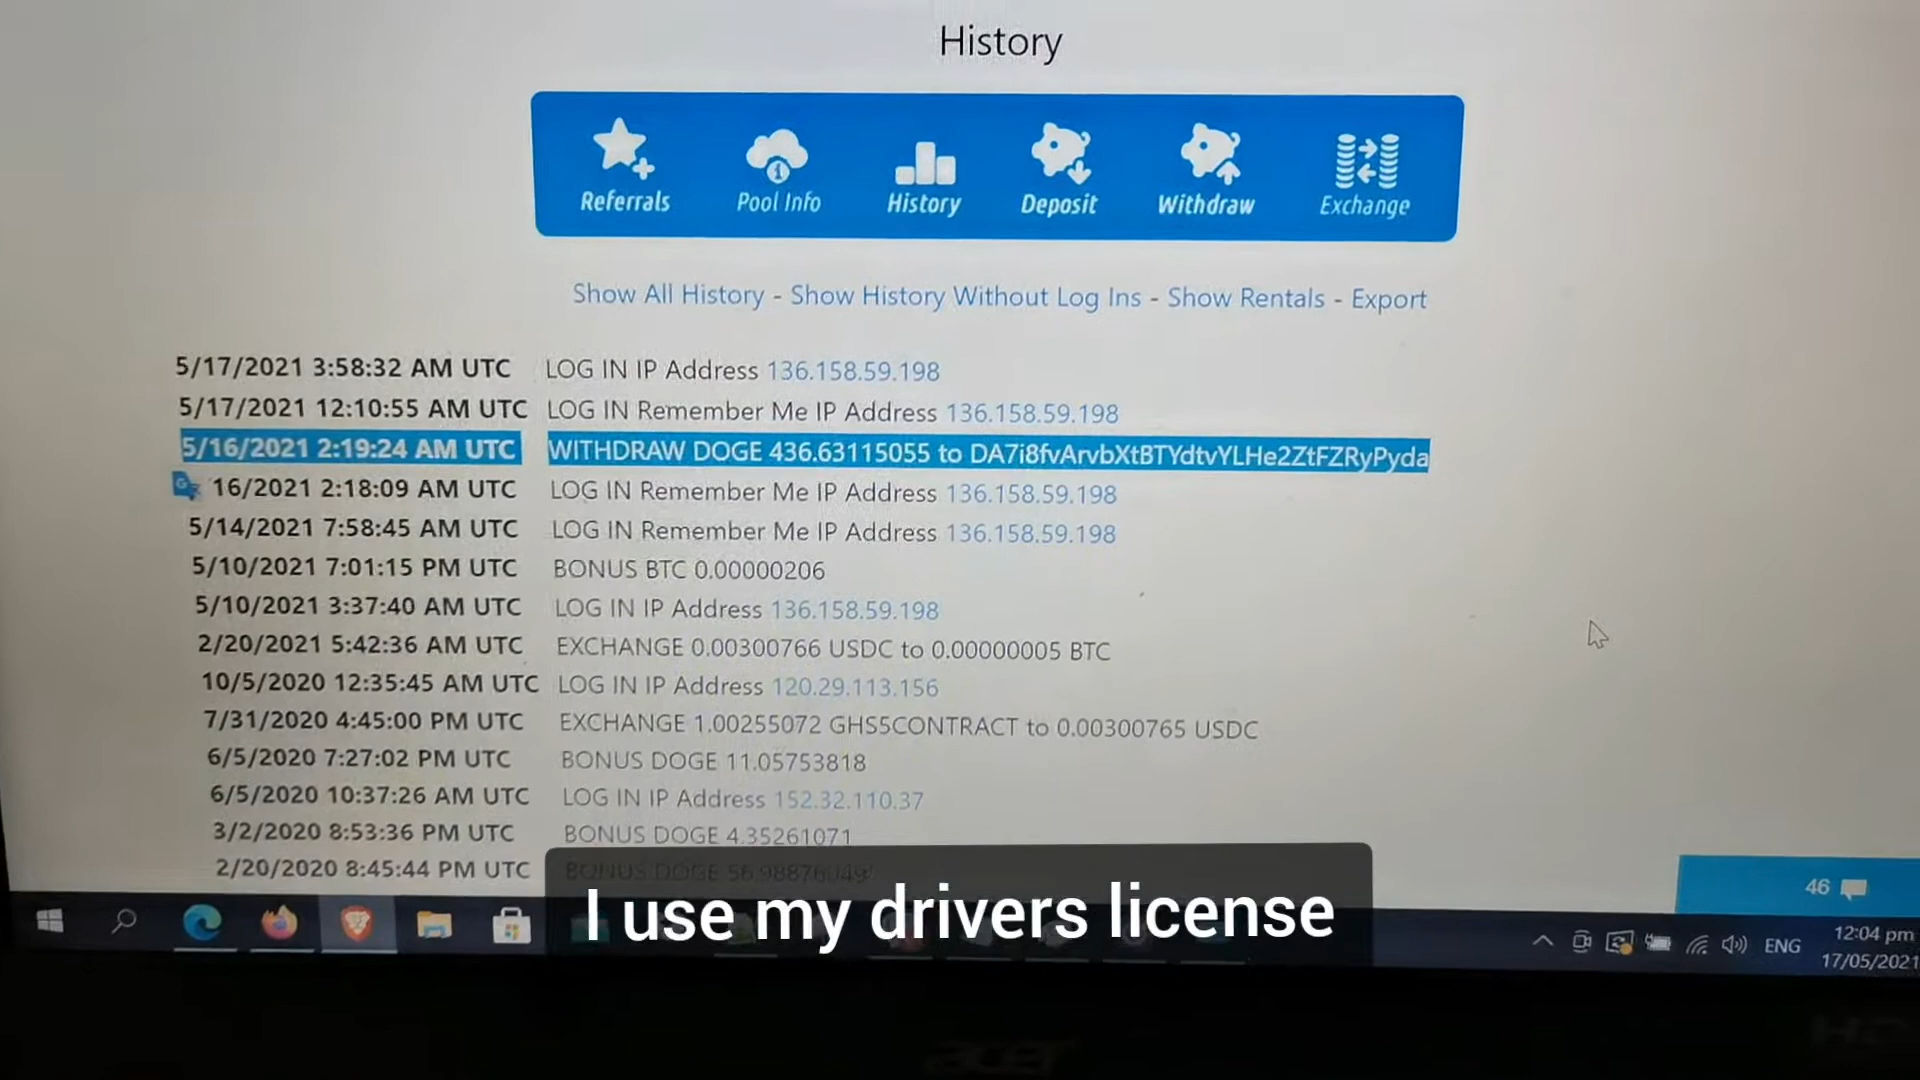 History
Referrals
Pool Info
History
Deposit
Withdraw
Exchange
Show All History - Show History Without Log Ins - Show Rentals - Export
5/17/2021 3:58:32 AM UTC LOG IN IP Address 136.158.59.198
5/17/2021 12:10:55 AM UTC LOG IN Remember Me IP Address 136.158.59.198
5/16/2021 2:19:24 AM UTC WITHDRAW DOGE 436.63115055 to DA7i8fvArvbXtBTYdtvYLHe2ZtFZRyPyda
16/2021 2:18:09 AM UTC LOG IN Remember Me IP Address 136.158.59.198
5/14/2021 7:58:45 AM UTC LOG IN Remember Me IP Address 136.158.59.198
5/10/2021 7:01:15 PM UTC BONUS BTC 0.00000206
5/10/2021 3:37:40 AM UTC LOG IN IP Address 136.158.59.198
2/20/2021 5:42:36 AM UTC EXCHANGE 0.00300766 USDC to 0.00000005 BTC
10/5/2020 12:35:45 AM UTC LOG IN IP Address 120.29.113.156
7/31/2020 4:45:00 PM UTC EXCHANGE 1.00255072 GHS5CONTRACT to 0.00300765 USDC
6/5/2020 7:27:02 PM UTC BONUS DOGE 11.05753818
6/5/2020 10:37:26 AM UTC LOG IN IP Address 152.32.110.37
3/2/2020 8:53:36 PM UTC BONUS DOGE 4.35261071
2/20/2020 8:45:44 PM UTC BONUS DOGE
46
I use my drivers license
ENG
12:04 pm
17/05/2021
acer